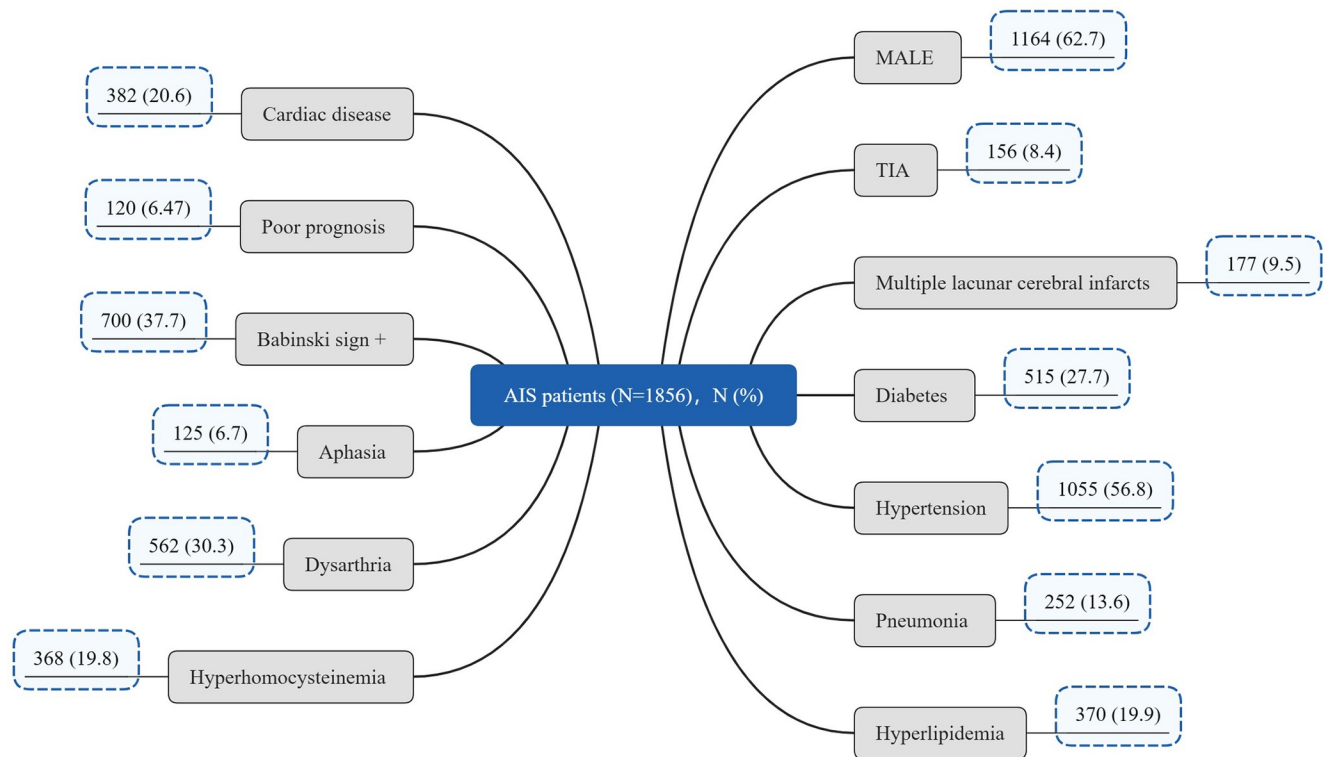 382 (20.6)
Cardiac disease
120 (6.47)
Poor prognosis
700 (37.7)
Babinski sign +
125 (6.7)
Aphasia
562 (30.3)
Dysarthria
368 (19.8)
Hyperhomocysteinemia
AIS patients (N=1856)，N (%)
MALE
1164 (62.7)
TIA
156 (8.4)
Multiple lacunar cerebral infarcts
177 (9.5)
Diabetes
515 (27.7)
Hypertension
1055 (56.8)
Pneumonia
252 (13.6)
Hyperlipidemia
370 (19.9)